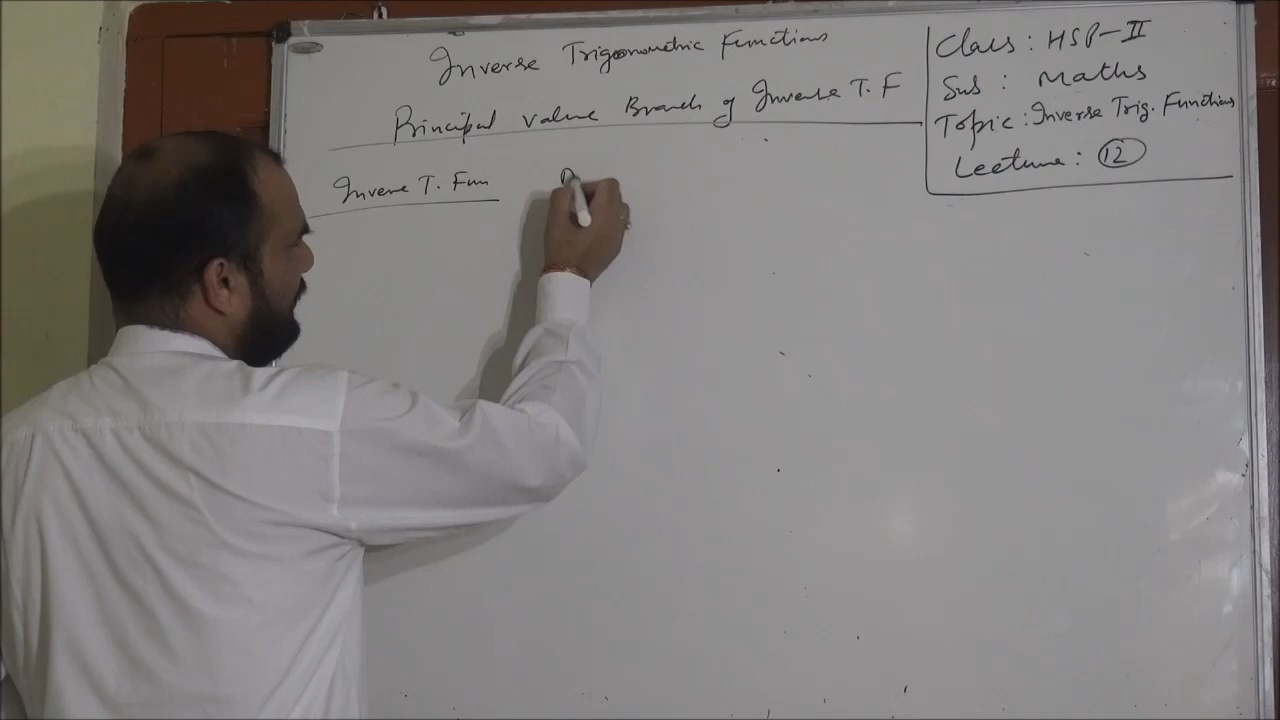 Inverse Trigonometric Functions
Principal value Branch of Inverse T.F
Inverse T. Fun
D
Class : HSP-II
Sub : Maths
Topic : Inverse Trig. Functions
Lecture : 12